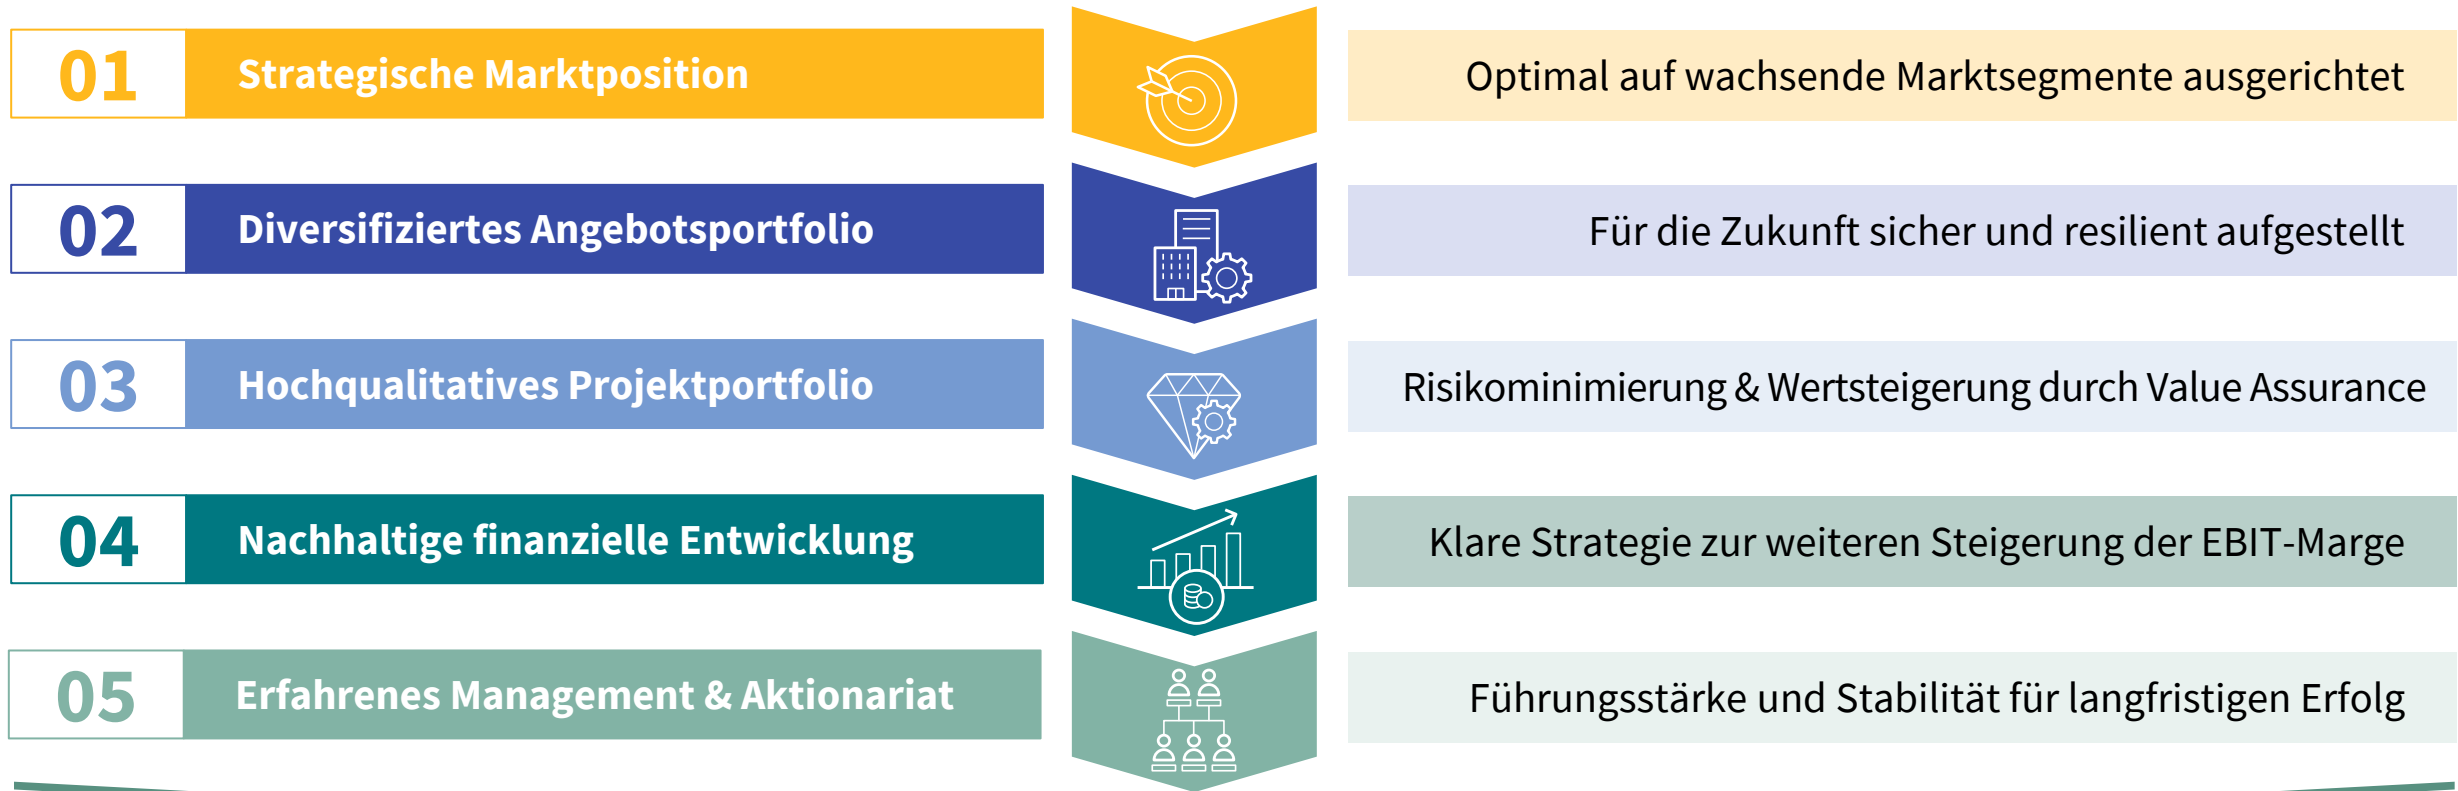 01 Strategische Marktposition Optimal auf wachsende Marktsegmente ausgerichtet
02 Diversifiziertes Angebotsportfolio Für die Zukunft sicher und resilient aufgestellt
03 Hochqualitatives Projektportfolio Risikominimierung & Wertsteigerung durch Value Assurance
04 Nachhaltige finanzielle Entwicklung Klare Strategie zur weiteren Steigerung der EBIT-Marge
05 Erfahrenes Management & Aktionariat Führungsstärke und Stabilität für langfristigen Erfolg